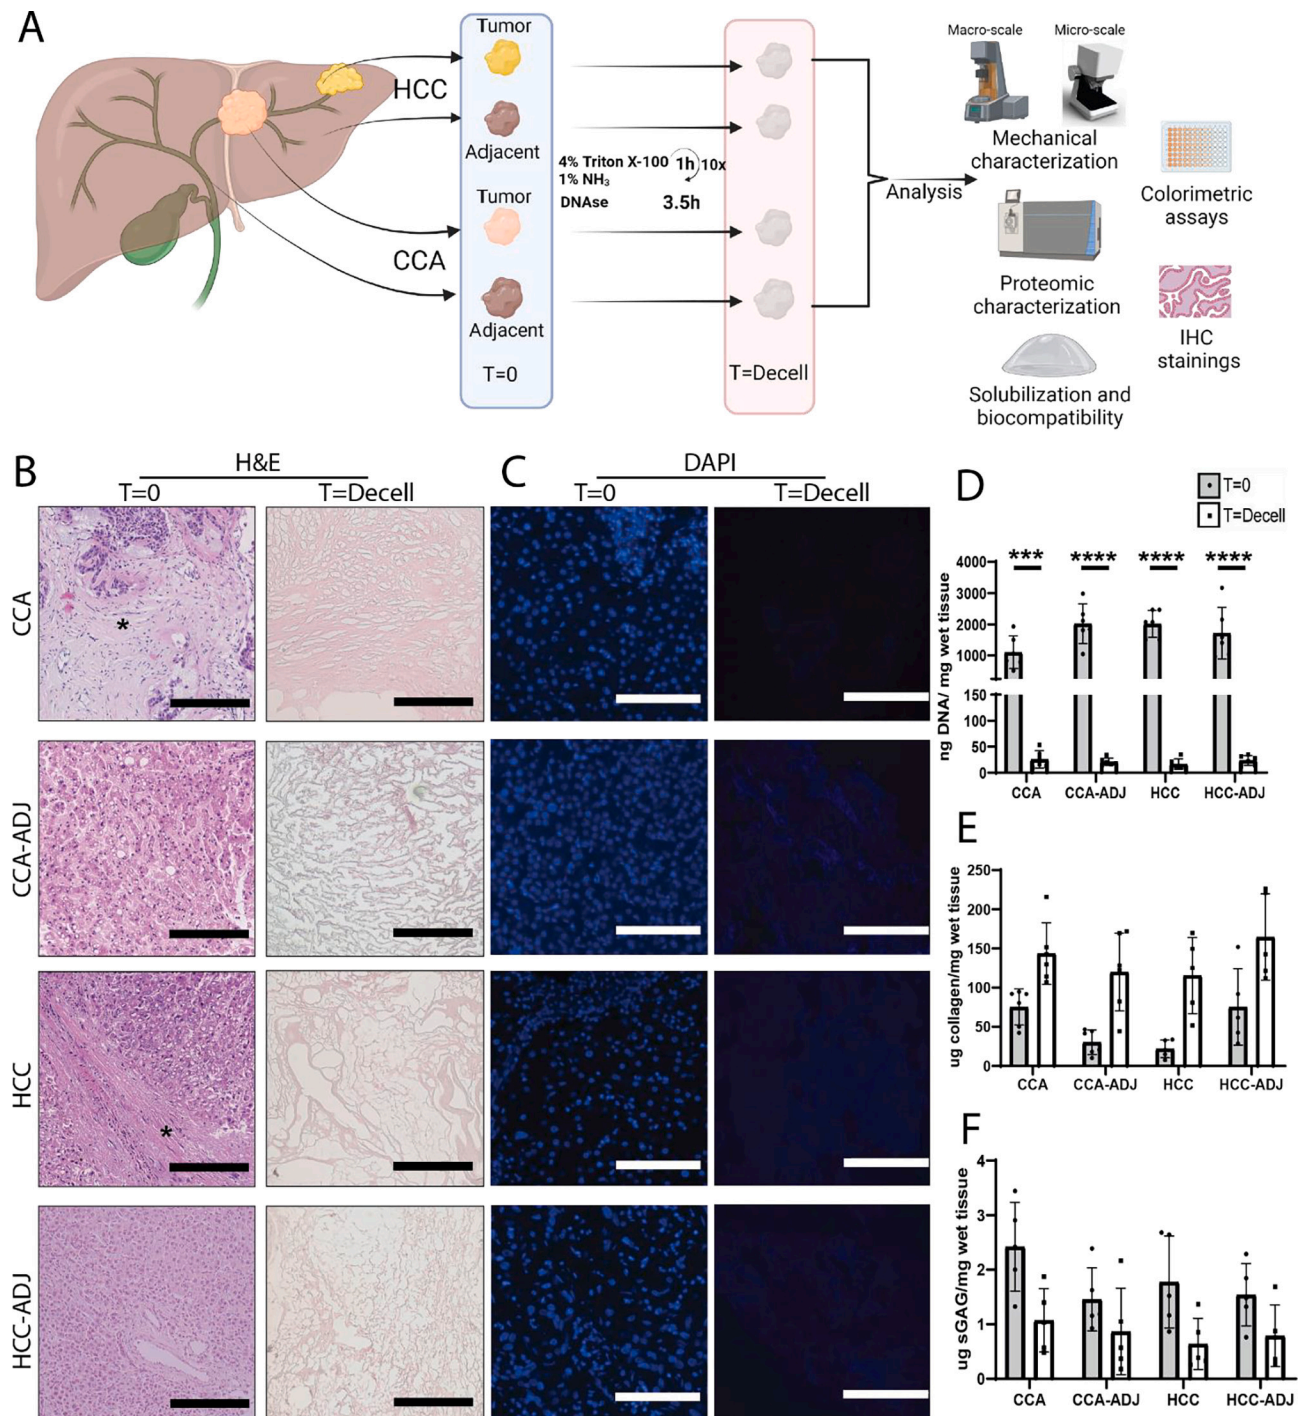 A
Tumor
HCC
Adjacent
Tumor
CCA
Adjacent
T=0
4% Triton X-100 1h 10x
1% NH₃
DNAse 3.5h
T=Decell
Analysis
Macro-scale Micro-scale
Mechanical
characterization
Colorimetric
assays
Proteomic
characterization
IHC
stainings
Solubilization and
biocompatibility
B
H&E
T=0 T=Decell
CCA
*
CCA-ADJ
HCC
*
HCC-ADJ
C
DAPI
T=0 T=Decell
D
T=0
T=Decell
*** **** **** ****
ng DNA/ mg wet tissue
4000
3000
2000
1000
150
100
50
0
CCA CCA-ADJ HCC HCC-ADJ
E
ug collagen/mg wet tissue
250
200
150
100
50
0
CCA CCA-ADJ HCC HCC-ADJ
F
ug sGAG/mg wet tissue
4
3
2
1
0
CCA CCA-ADJ HCC HCC-ADJ